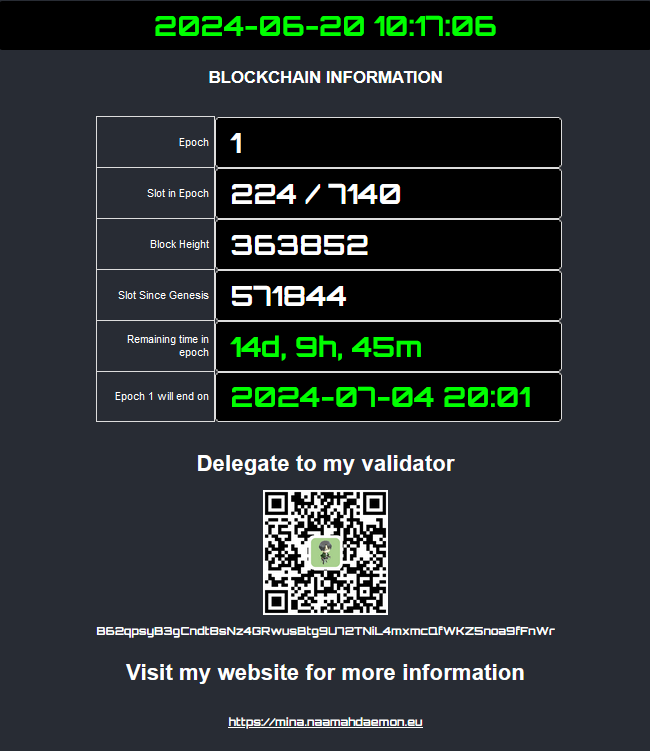 2024-06-20 10:17:06
BLOCKCHAIN INFORMATION
Epoch
1
Slot in Epoch
224 / 7140
Block Height
363852
Slot Since Genesis
571844
Remaining time in
epoch
14d, 9h, 45m
Epoch 1 will end on
2024-07-04 20:01
Delegate to my validator
B62qpsyB3gCndt8sNz4GRwusBtg9U72TNiL4mxmcQfWKZ5noa9fFnWr
Visit my website for more information
https://mina.naamahdaemon.eu